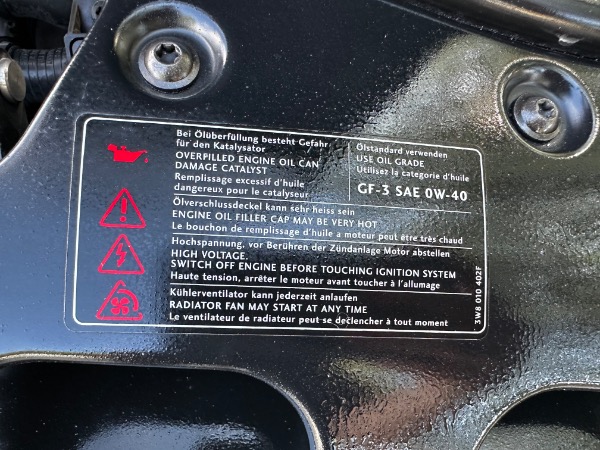 Bei Ölüberfüllung besteht Gefahr
für den Katalysator
OVERFILLED ENGINE OIL CAN
DAMAGE CATALYST
Remplissage excessif d'huile
dangereux pour le catalyseur
Ölstandard verwenden
USE OIL GRADE
Utilisez la categorie d'huile
GF-3 SAE 0W-40
Ölverschlussdeckel kann sehr heiss sein
ENGINE OIL FILLER CAP MAY BE VERY HOT
Le bouchon de remplissage d'huile a moteur peut être très chaud
Hochspannung, vor Berühren der Zündanlage Motor abstellen
HIGH VOLTAGE.
SWITCH OFF ENGINE BEFORE TOUCHING IGNITION SYSTEM
Haute tension, arrêter le moteur avant toucher à l'allumage
Kühlerventilator kann jederzeit anlaufen
RADIATOR FAN MAY START AT ANY TIME
Le ventilateur de radiateur peut se déclencher à tout moment
3W8 010 402F